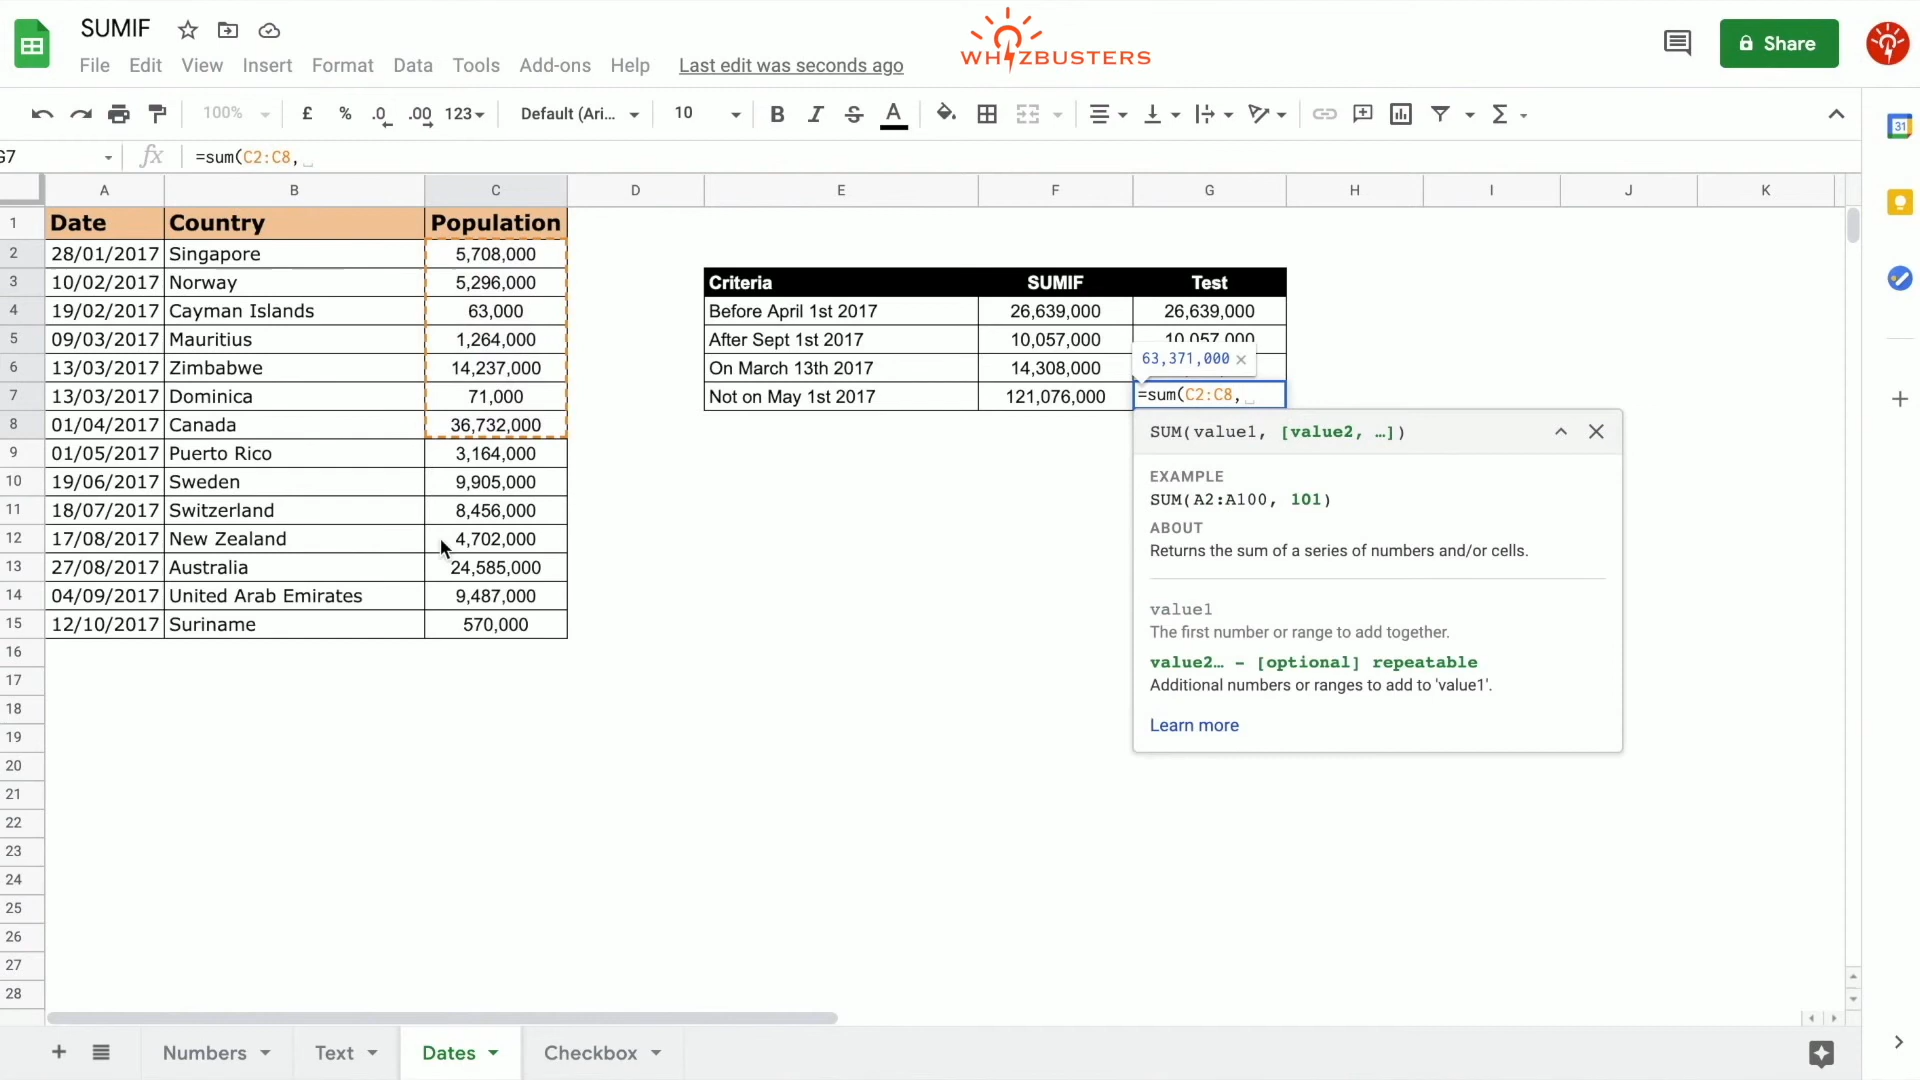 SUMIF
WHIZBUSTERS
Share
File Edit View Insert Format Data Tools Add-ons Help Last edit was seconds ago
100% £ % .0 .00 123 Default (Ari... 10 B I S A Σ
G7 fx =sum(C2:C8,
A B C D E F G H I J K
1 Date Country Population
2 28/01/2017 Singapore 5,708,000
3 10/02/2017 Norway 5,296,000 Criteria SUMIF Test
4 19/02/2017 Cayman Islands 63,000 Before April 1st 2017 26,639,000 26,639,000
5 09/03/2017 Mauritius 1,264,000 After Sept 1st 2017 10,057,000 10,057,000
63,371,000 ×
6 13/03/2017 Zimbabwe 14,237,000 On March 13th 2017 14,308,000
7 13/03/2017 Dominica 71,000 Not on May 1st 2017 121,076,000 =sum(C2:C8,
8 01/04/2017 Canada 36,732,000
9 01/05/2017 Puerto Rico 3,164,000
10 19/06/2017 Sweden 9,905,000
11 18/07/2017 Switzerland 8,456,000
12 17/08/2017 New Zealand 4,702,000
13 27/08/2017 Australia 24,585,000
14 04/09/2017 United Arab Emirates 9,487,000
15 12/10/2017 Suriname 570,000
16
17
18
19
20
21
22
23
24
25
26
27
28
SUM(value1, [value2, …])
EXAMPLE
SUM(A2:A100, 101)
ABOUT
Returns the sum of a series of numbers and/or cells.
value1
The first number or range to add together.
value2… - [optional] repeatable
Additional numbers or ranges to add to 'value1'.
Learn more
Numbers Text Dates Checkbox
31